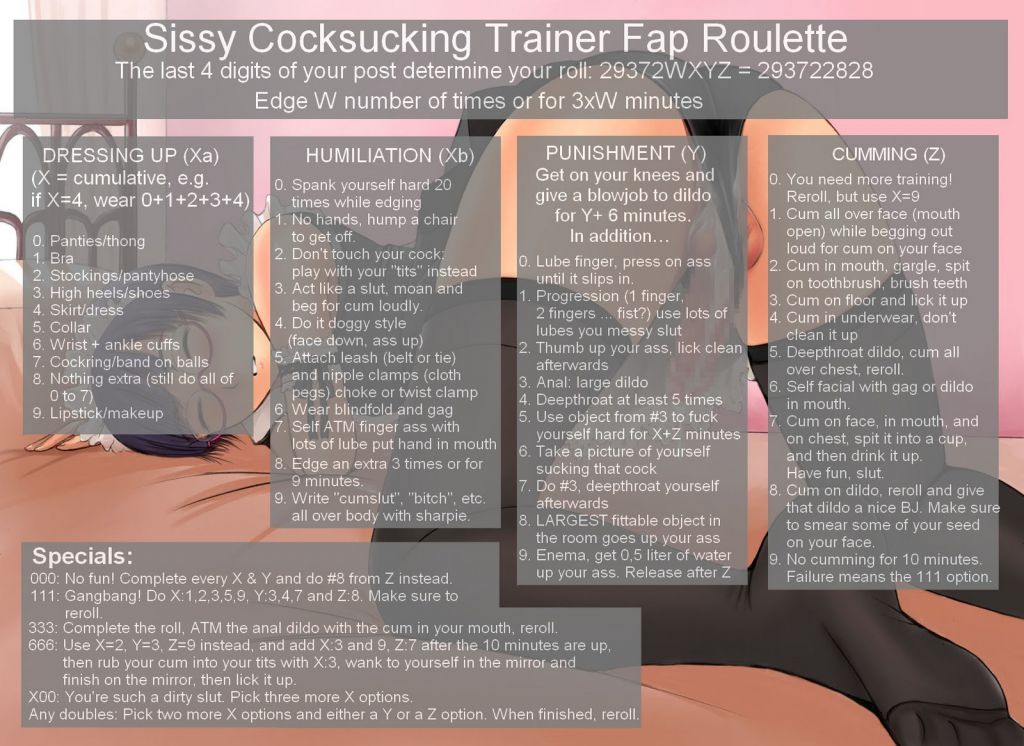 Sissy Cocksucking Trainer Fap Roulette
The last 4 digits of your post determine your roll: 29372WXYZ = 293722828
Edge W number of times or for 3xW minutes
DRESSING UP (Xa)
(X = cumulative, e.g.
if X=4, wear 0+1+2+3+4)
0. Panties/thong
1. Bra
2. Stockings/pantyhose
3. High heels/shoes
4. Skirt/dress
5. Collar
6. Wrist + ankle cuffs
7. Cockring/band on balls
8. Nothing extra (still do all of
0 to 7)
9. Lipstick/makeup
HUMILIATION (Xb)
0. Spank yourself hard 20
times while edging
1. No hands, hump a chair
to get off.
2. Don't touch your cock:
play with your "tits" instead
3. Act like a slut, moan and
beg for cum loudly.
4. Do it doggy style
(face down, ass up)
5. Attach leash (belt or tie)
and nipple clamps (cloth
pegs) choke or twist clamp
6. Wear blindfold and gag
7. Self ATM finger ass with
lots of lube put hand in mouth
8. Edge an extra 3 times or for
9 minutes.
9. Write "cumslut", "bitch", etc.
all over body with sharpie.
PUNISHMENT (Y)
Get on your knees and
give a blowjob to dildo
for Y+ 6 minutes.
In addition…
0. Lube finger, press on ass
until it slips in.
1. Progression (1 finger,
2 fingers ... fist?) use lots of
lubes you messy slut
2. Thumb up your ass, lick clean
afterwards
3. Anal: large dildo
4. Deepthroat at least 5 times
5. Use object from #3 to fuck
yourself hard for X+Z minutes
6. Take a picture of yourself
sucking that cock
7. Do #3, deepthroat yourself
afterwards
8. LARGEST fittable object in
the room goes up your ass
9. Enema, get 0,5 liter of water
up your ass. Release after Z
CUMMING (Z)
0. You need more training!
Reroll, but use X=9
1. Cum all over face (mouth
open) while begging out
loud for cum on your face
2. Cum in mouth, gargle, spit
on toothbrush, brush teeth
3. Cum on floor and lick it up
4. Cum in underwear, don't
clean it up
5. Deepthroat dildo, cum all
over chest, reroll.
6. Self facial with gag or dildo
in mouth.
7. Cum on face, in mouth, and
on chest, spit it into a cup,
and then drink it up.
Have fun, slut.
8. Cum on dildo, reroll and give
that dildo a nice BJ. Make sure
to smear some of your seed
on your face.
9. No cumming for 10 minutes.
Failure means the 111 option.
Specials:
000: No fun! Complete every X & Y and do #8 from Z instead.
111: Gangbang! Do X:1,2,3,5,9, Y:3,4,7 and Z:8. Make sure to
reroll.
333: Complete the roll, ATM the anal dildo with the cum in your mouth, reroll.
666: Use X=2, Y=3, Z=9 instead, and add X:3 and 9, Z:7 after the 10 minutes are up,
then rub your cum into your tits with X:3, wank to yourself in the mirror and
finish on the mirror, then lick it up.
X00: You're such a dirty slut. Pick three more X options.
Any doubles: Pick two more X options and either a Y or a Z option. When finished, reroll.